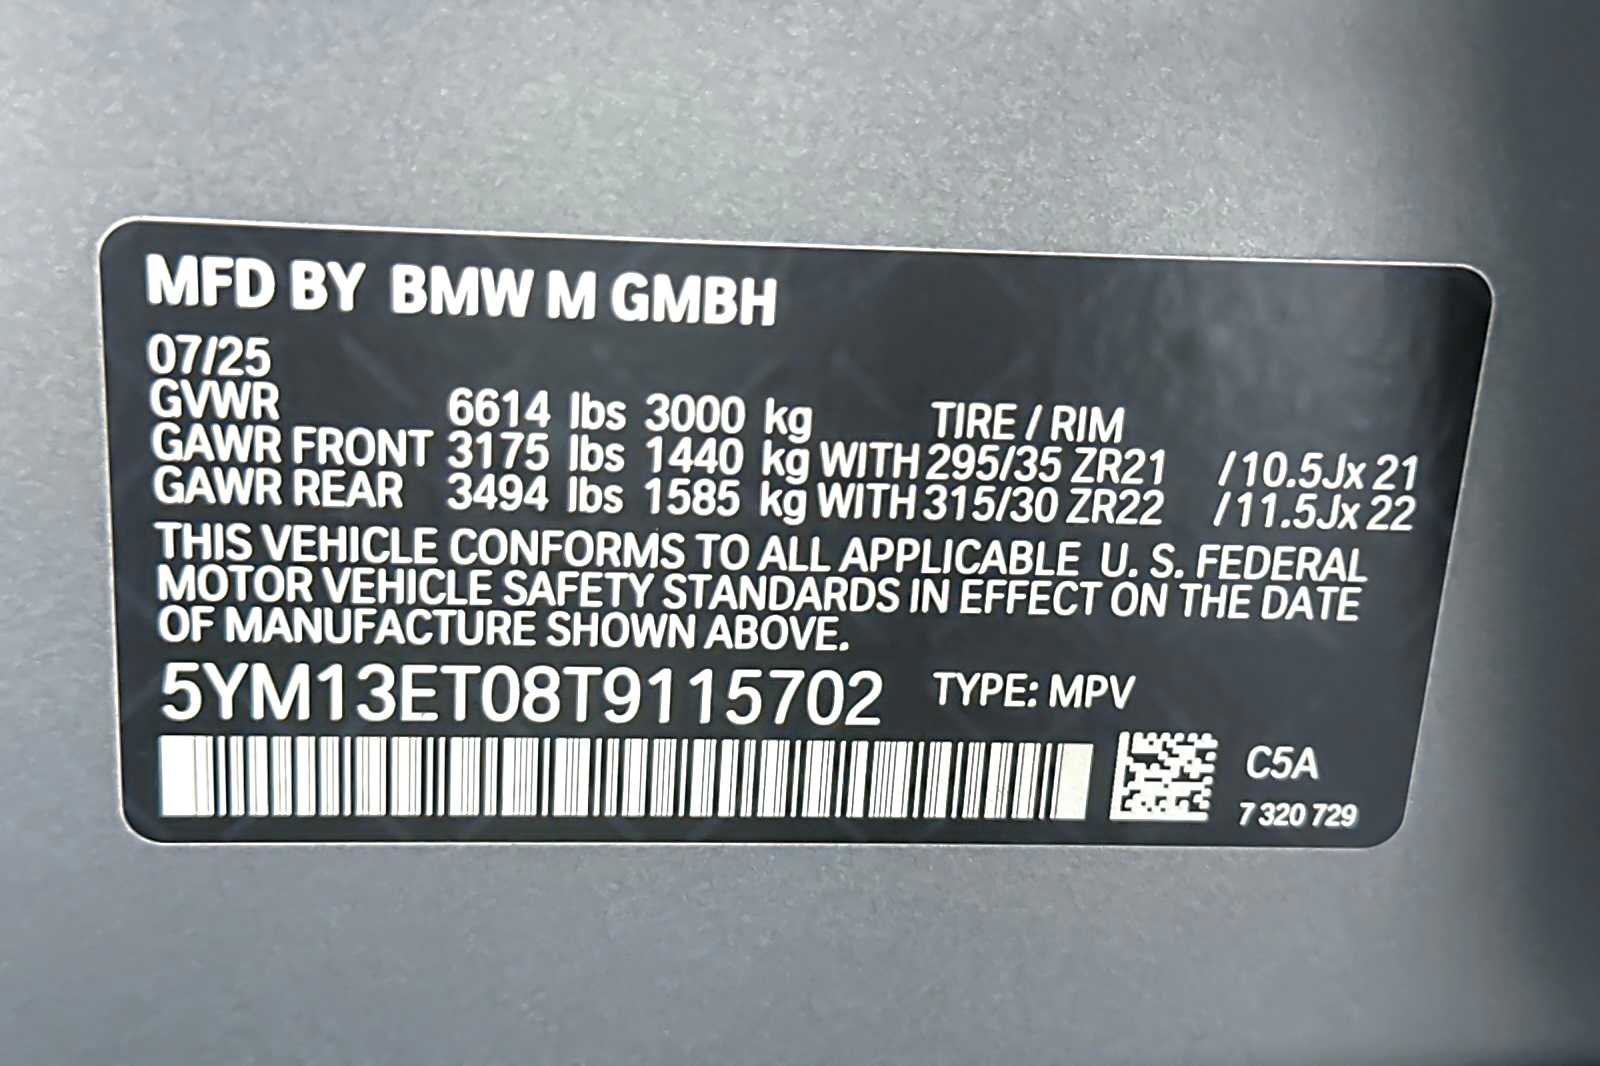 MFD BY BMW M GMBH
07/25
GVWR 6614 lbs 3000 kg TIRE / RIM
GAWR FRONT 3175 lbs 1440 kg WITH 295/35 ZR21 / 10.5Jx 21
GAWR REAR 3494 lbs 1585 kg WITH 315/30 ZR22 / 11.5Jx 22
THIS VEHICLE CONFORMS TO ALL APPLICABLE U. S. FEDERAL
MOTOR VEHICLE SAFETY STANDARDS IN EFFECT ON THE DATE
OF MANUFACTURE SHOWN ABOVE.
5YM13ET08T9115702 TYPE: MPV
C5A
7 320 729